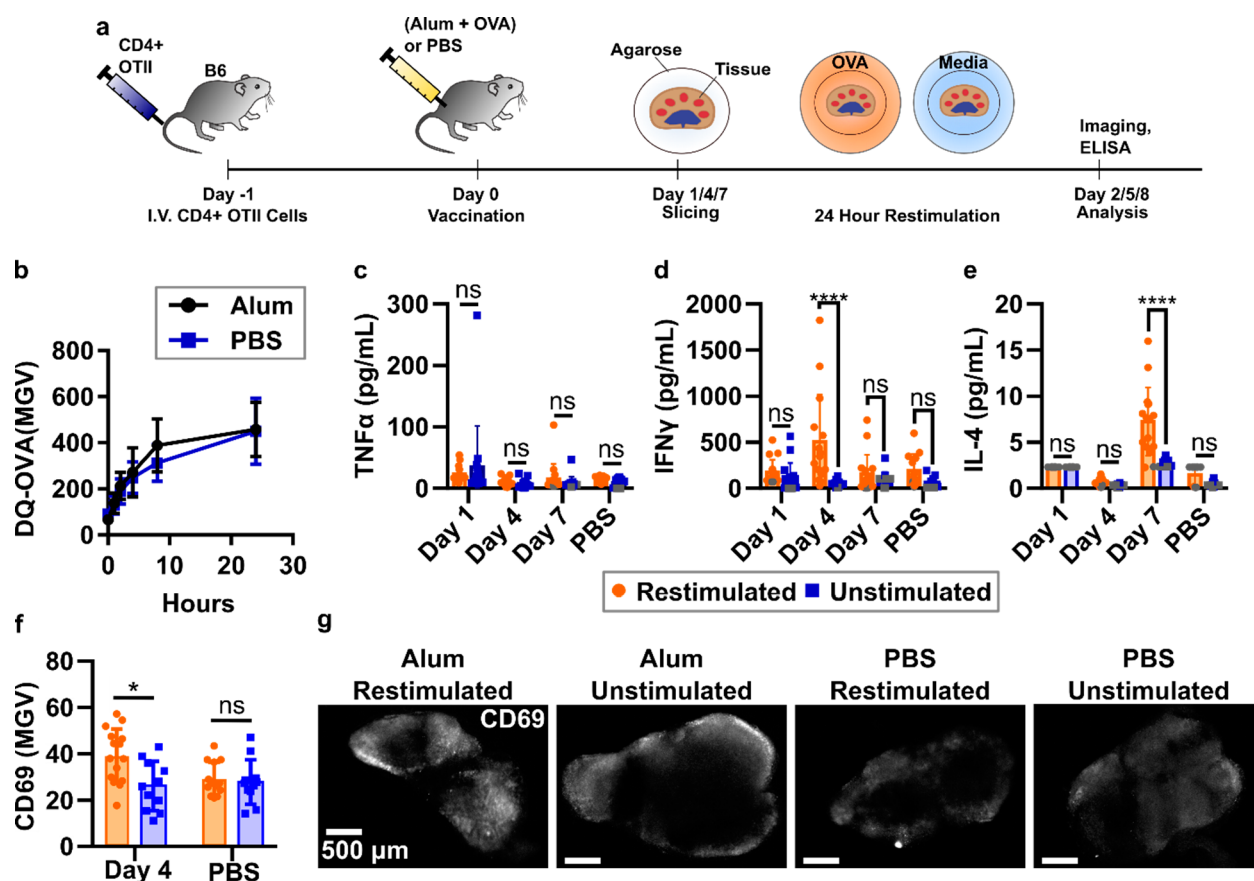 a
CD4+
OTII
B6
(Alum + OVA)
or PBS
Agarose
Tissue
OVA
Media
Imaging,
ELISA
Day -1
I.V. CD4+ OTII Cells
Day 0
Vaccination
Day 1/4/7
Slicing
24 Hour Restimulation
Day 2/5/8
Analysis
b
Alum
PBS
DQ-OVA(MGV)
800
600
400
200
0
0 10 20 30
Hours
c
TNFα (pg/mL)
300
200
100
0
ns
ns
ns
ns
Day 1
Day 4
Day 7
PBS
d
IFNγ (pg/mL)
2000
1500
1000
500
0
ns
****
ns
ns
Day 1
Day 4
Day 7
PBS
e
IL-4 (pg/mL)
20
15
10
5
0
ns
ns
****
ns
Day 1
Day 4
Day 7
PBS
Restimulated Unstimulated
f
CD69 (MGV)
80
60
40
20
0
*
ns
Day 4 PBS
g
Alum
Restimulated
CD69
500 µm
Alum
Unstimulated
PBS
Restimulated
PBS
Unstimulated